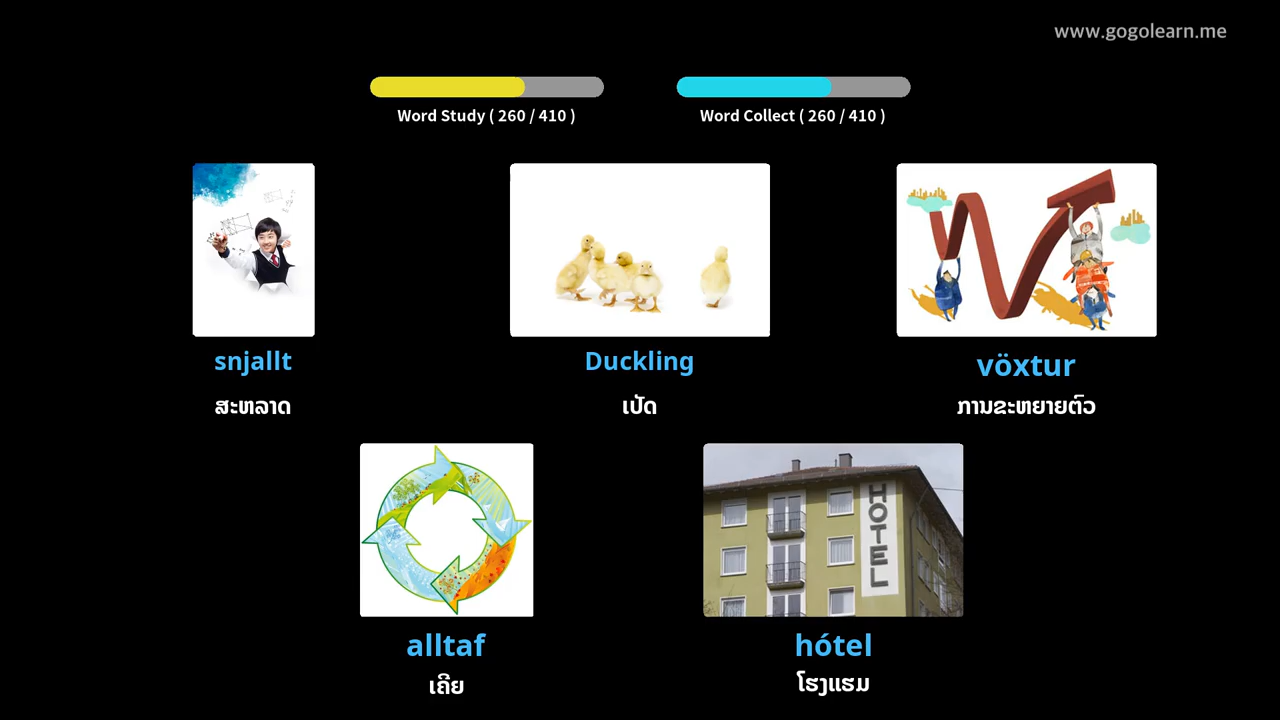 www.gogolearn.me
Word Study ( 260 / 410 )
Word Collect ( 260 / 410 )
snjallt
ສະຫລາດ
Duckling
ເປັດ
vöxtur
ການຂະຫຍາຍຕົວ
alltaf
ເຄີຍ
HOTEL
hótel
ໂຮງແຮມ